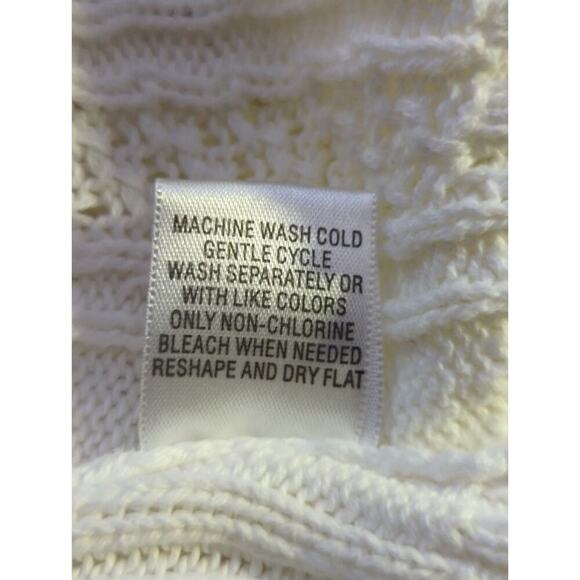 MACHINE WASH COLD
GENTLE CYCLE
WASH SEPARATELY OR
WITH LIKE COLORS
ONLY NON-CHLORINE
BLEACH WHEN NEEDED
RESHAPE AND DRY FLAT